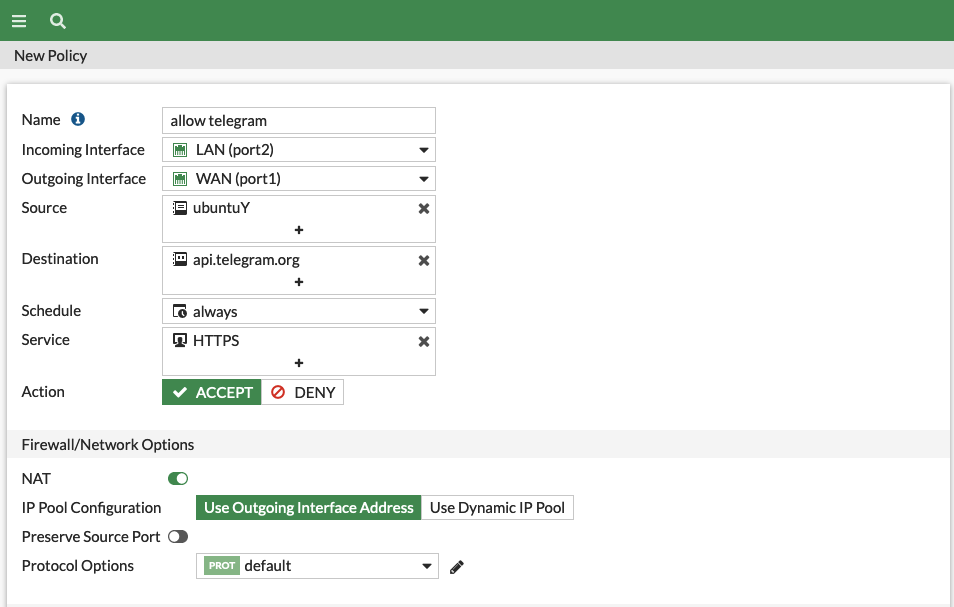 New Policy
Name allow telegram
Incoming Interface LAN (port2)
Outgoing Interface WAN (port1)
Source ubuntuY
+
Destination api.telegram.org
+
Schedule always
Service HTTPS
+
Action ACCEPT DENY
Firewall/Network Options
NAT
IP Pool Configuration Use Outgoing Interface Address Use Dynamic IP Pool
Preserve Source Port
Protocol Options PROT default